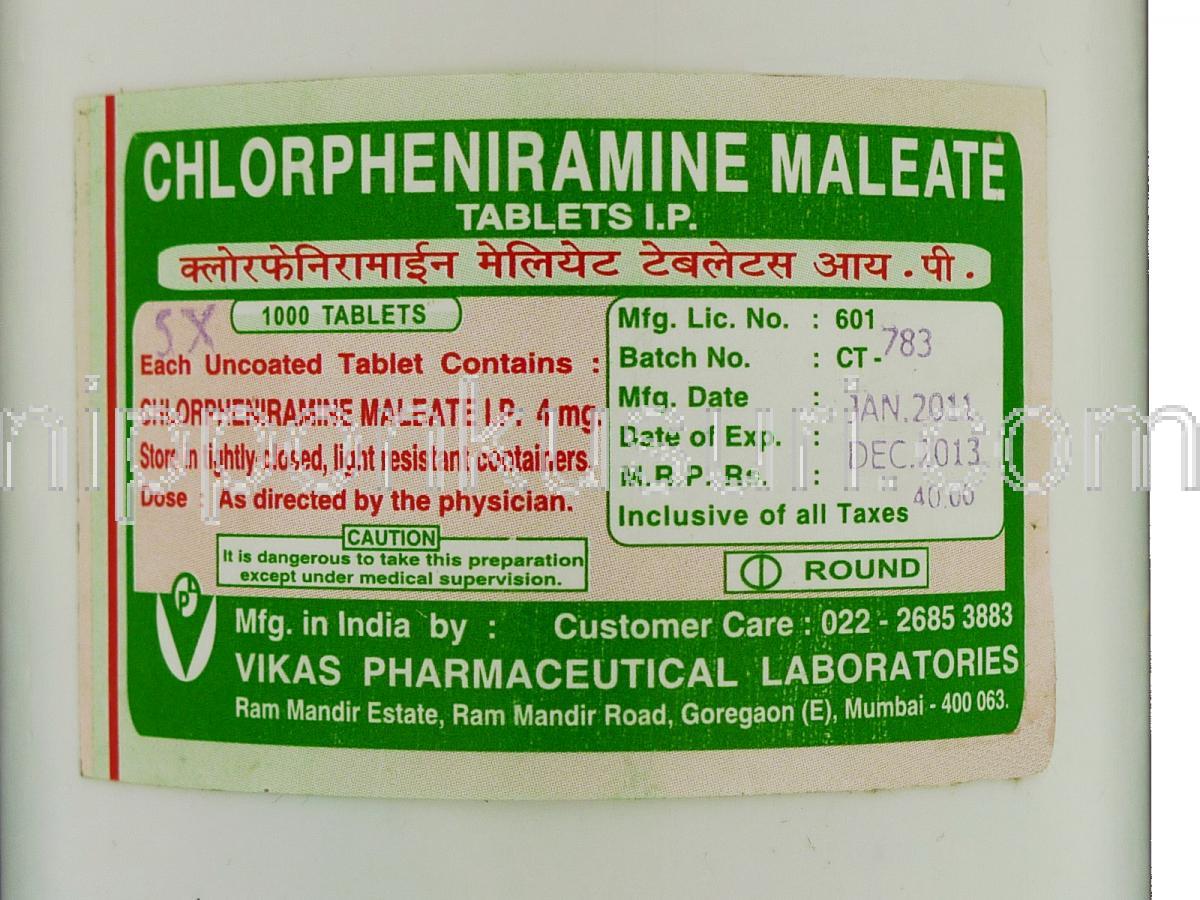 CHLORPHENIRAMINE MALEATE
TABLETS I.P.
क्लोरफेनिरामाईन मेलियेट टेबलेटस आय . पी .
5X
1000 TABLETS
Each Uncoated Tablet Contains :
CHLORPHENIRAMINE MALEATE I.P. 4 mg.
Store in tightly closed, light resistant containers.
Dose : As directed by the physician.
CAUTION
It is dangerous to take this preparation
except under medical supervision.
Mfg. Lic. No. : 601
Batch No. : CT - 783
Mfg. Date : JAN.2011
Date of Exp. : DEC.2013
M.R.P. Rs. : 40.00
Inclusive of all Taxes
ROUND
nipponkusuri.com
P
Mfg. in India by : Customer Care : 022 - 2685 3883
VIKAS PHARMACEUTICAL LABORATORIES
Ram Mandir Estate, Ram Mandir Road, Goregaon (E), Mumbai - 400 063.